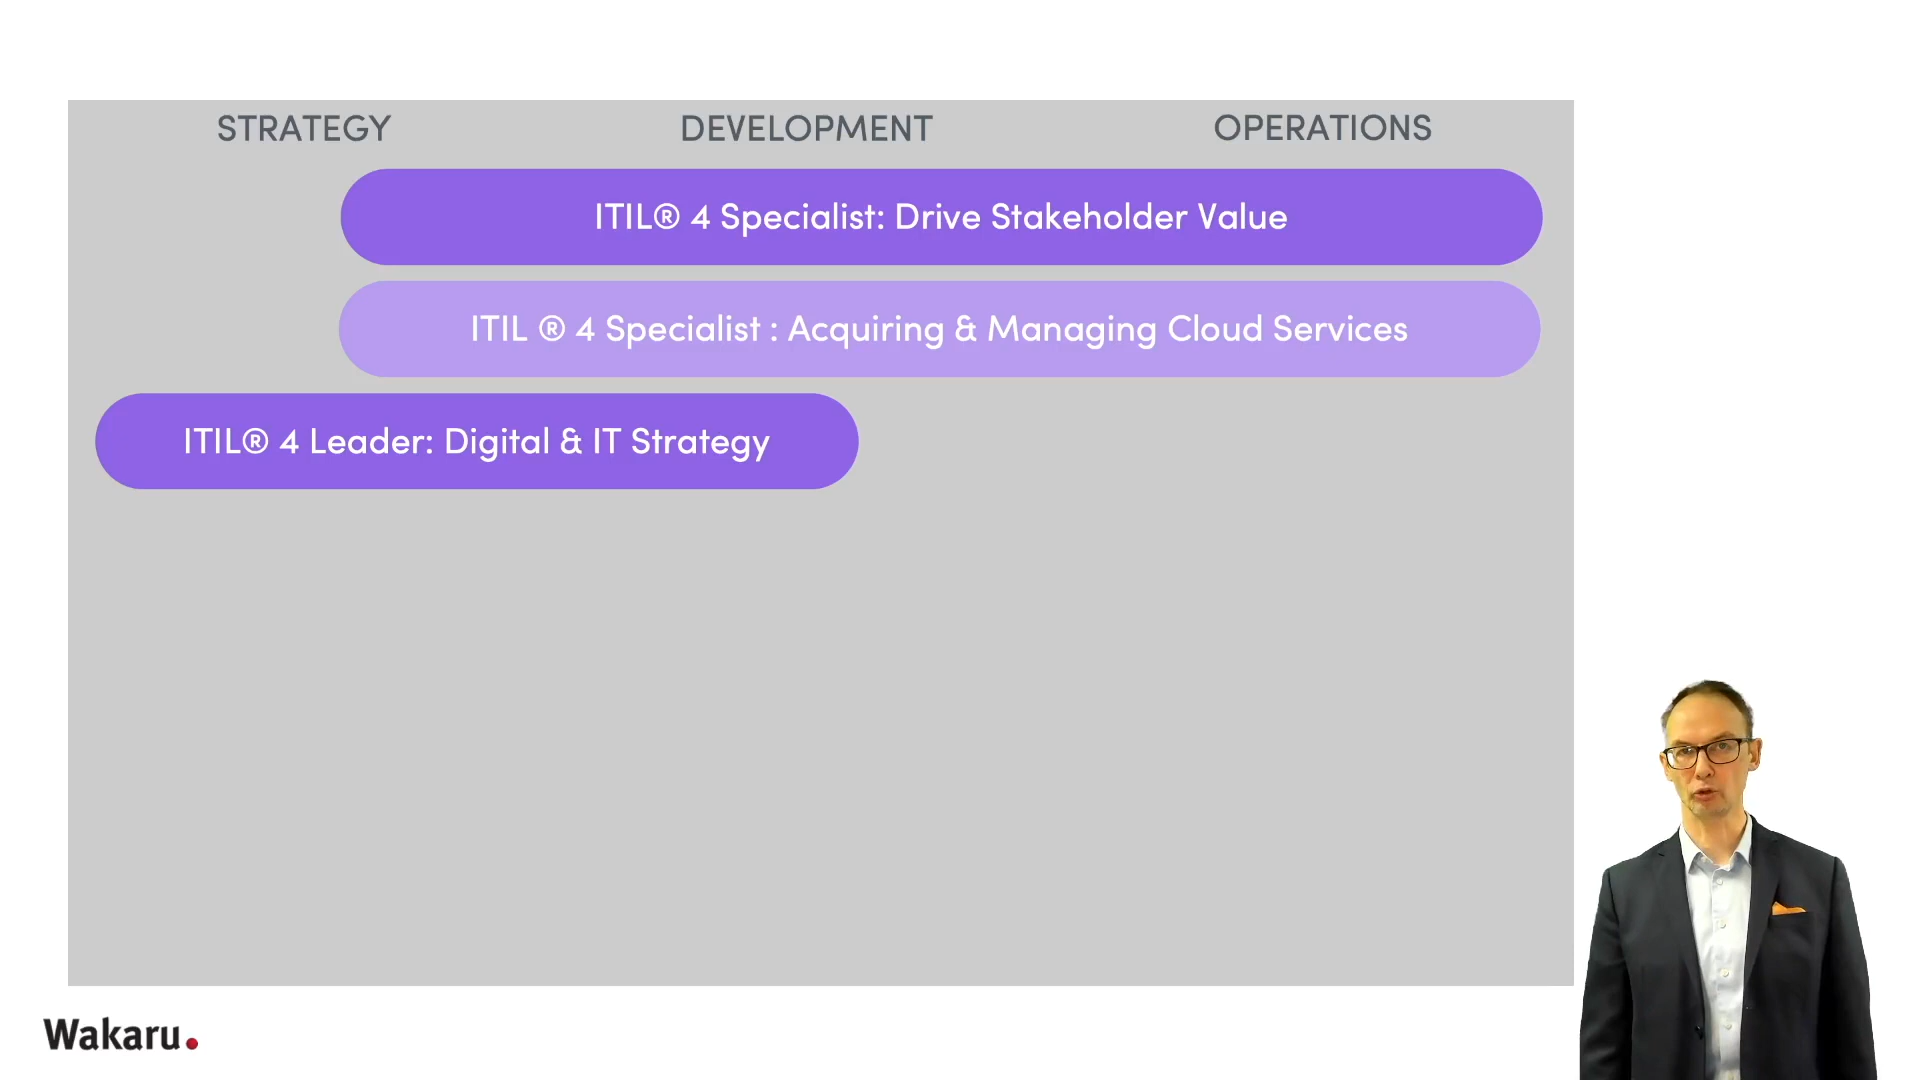 STRATEGY DEVELOPMENT OPERATIONS
ITIL® 4 Specialist: Drive Stakeholder Value
ITIL ® 4 Specialist : Acquiring & Managing Cloud Services
ITIL® 4 Leader: Digital & IT Strategy
Wakaru.